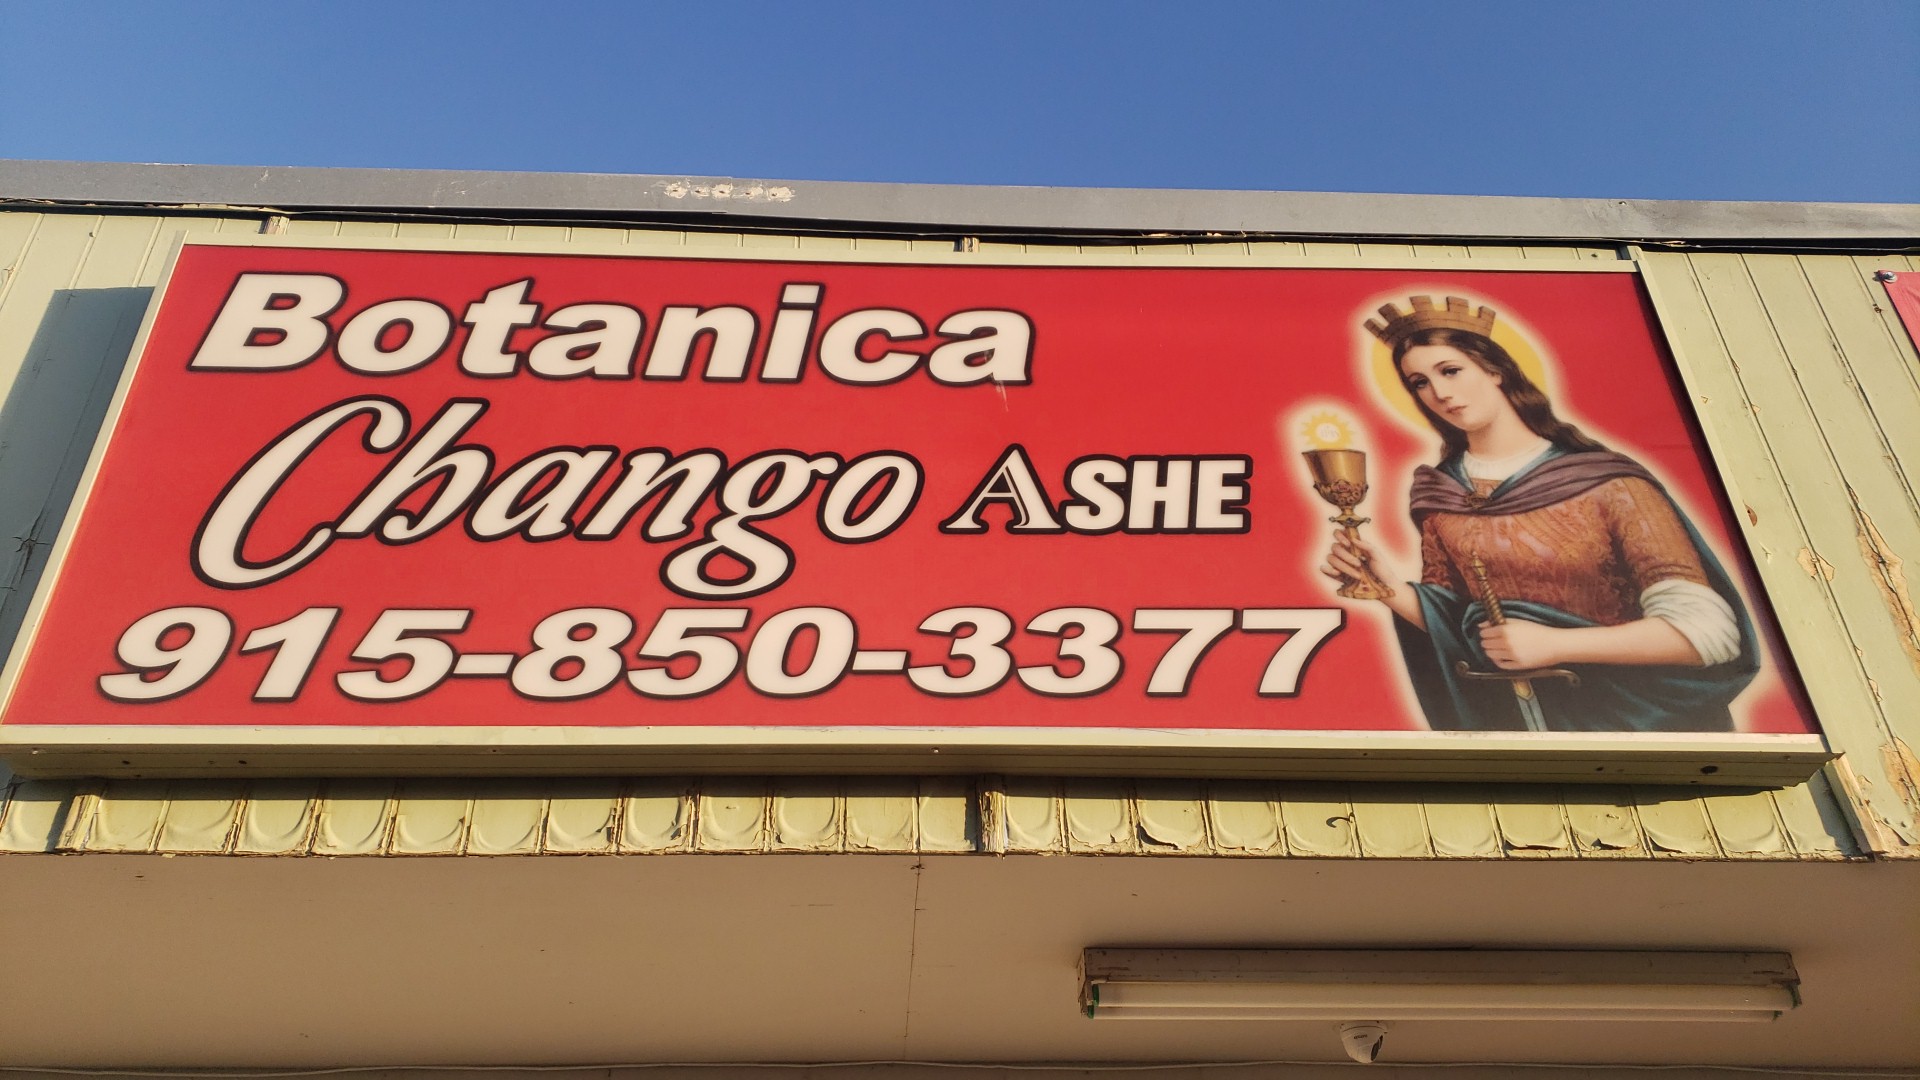 Botanica
Chango ASHE
915-850-3377